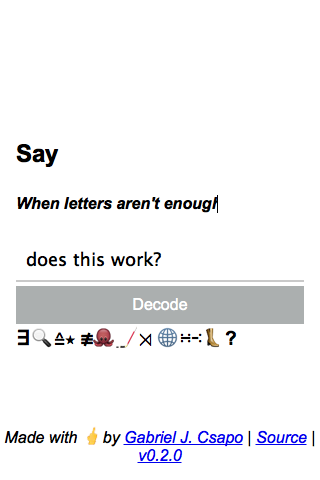 Say
When letters aren't enough
does this work?
Decode
∃🔍≙⋆ ≢🐙 ⋊ 🌐∺∹👢?
Made with 👆 by Gabriel J. Csapo | Source |
v0.2.0